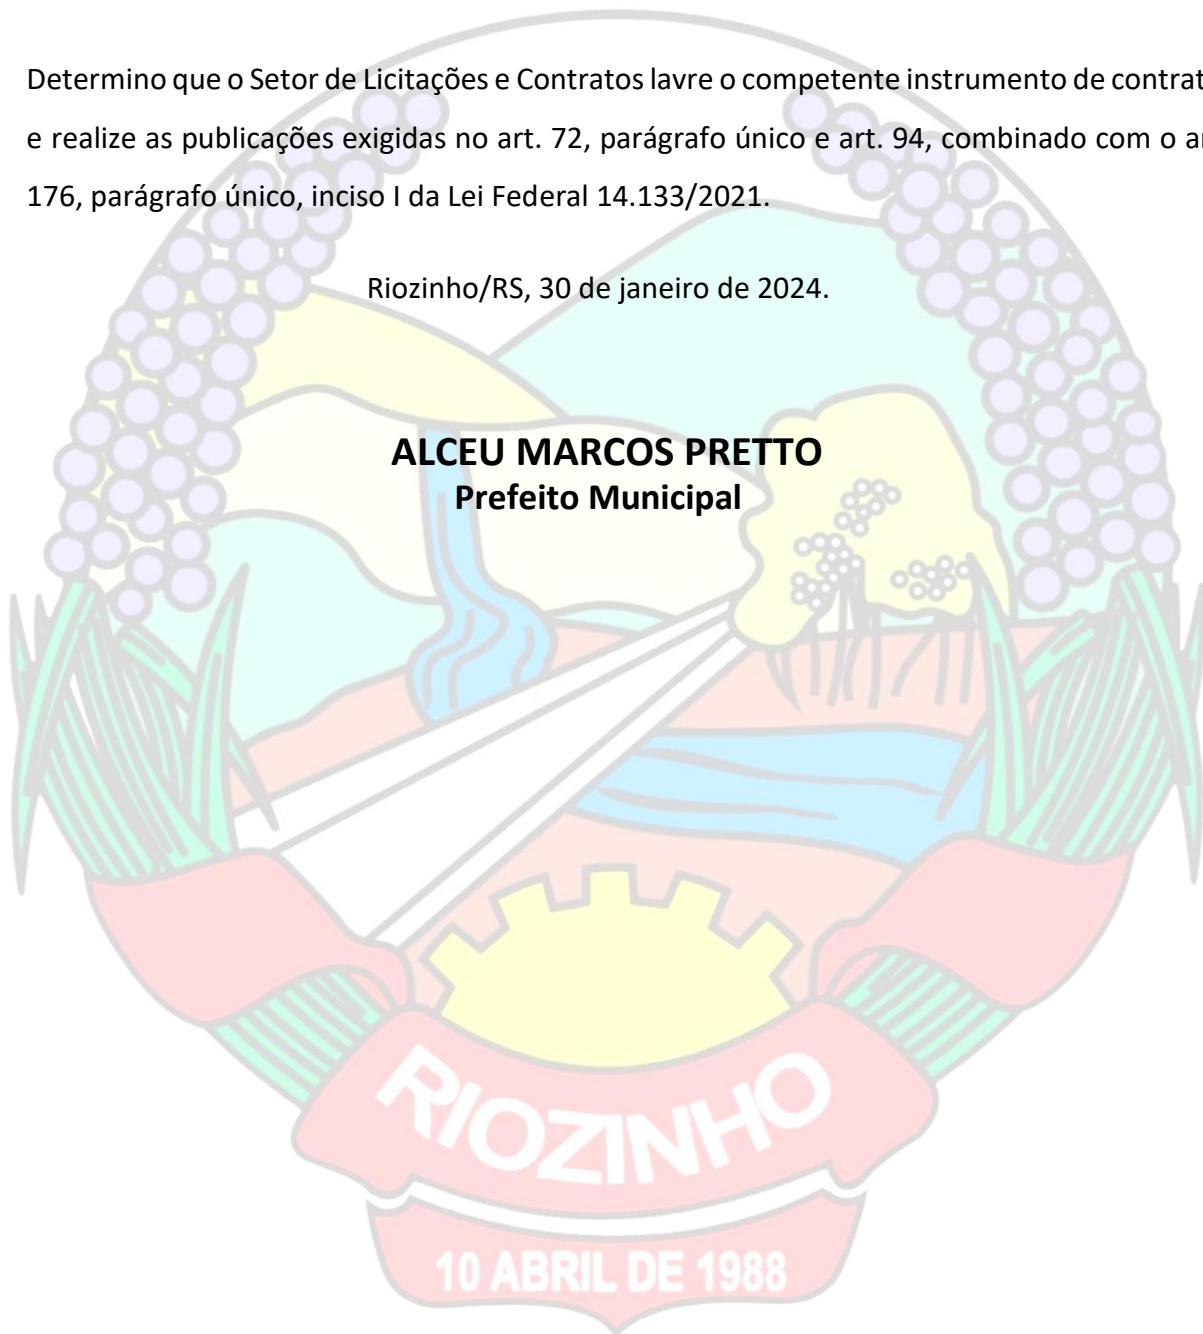 Determino que o Setor de Licitações e Contratos lavre o competente instrumento de contrat
e realize as publicações exigidas no art. 72, parágrafo único e art. 94, combinado com o a
176, parágrafo único, inciso I da Lei Federal 14.133/2021.
Riozinho/RS, 30 de janeiro de 2024.
ALCEU MARCOS PRETTO
Prefeito Municipal
RIOZINHO
10 ABRIL DE 1988